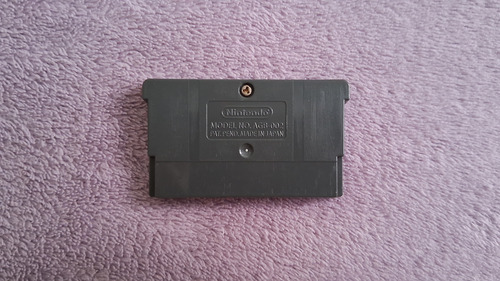 Nintendo
MODEL NO. AGB-002
PAT.PEND. MADE IN JAPAN